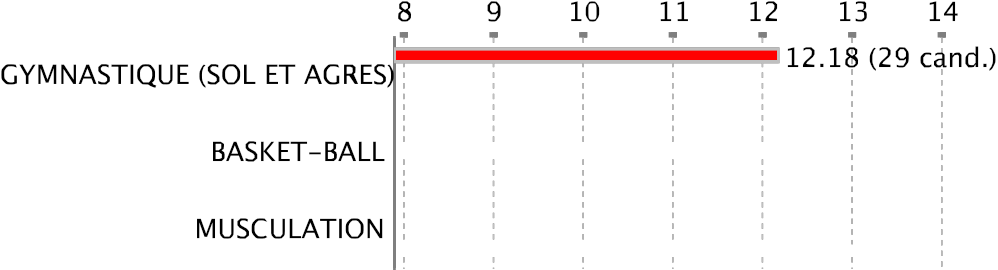 8 9 10 11 12 13 14
12.18 (29 cand.)
GYMNASTIQUE (SOL ET AGRES)
BASKET-BALL
MUSCULATION